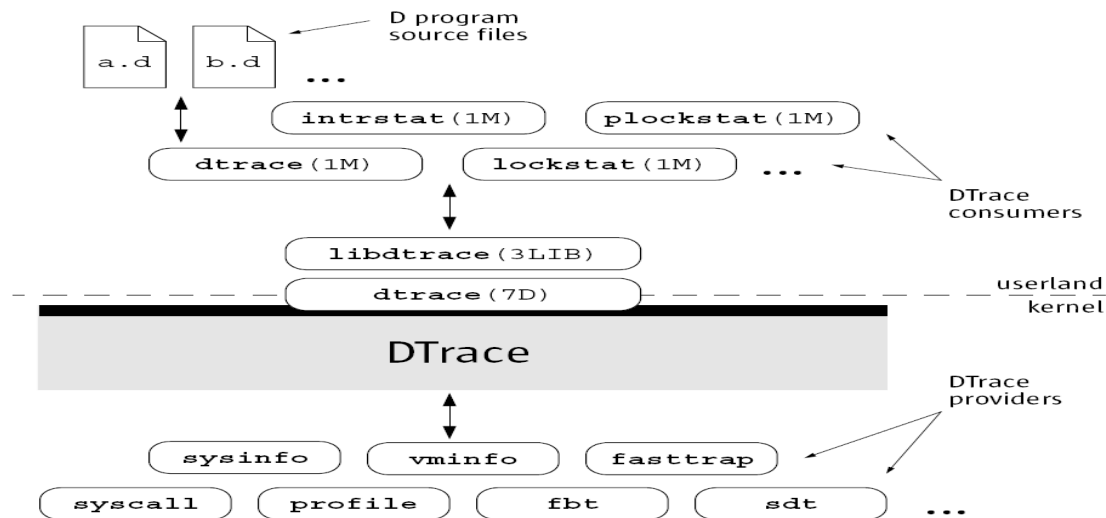 D program
source files
a.d b.d ...
intrstat(1M) plockstat(1M)
dtrace(1M) lockstat(1M) ...
DTrace
consumers
libdtrace(3LIB)
dtrace(7D)
userland
kernel
DTrace
DTrace
providers
sysinfo vminfo fasttrap
syscall profile fbt sdt ...